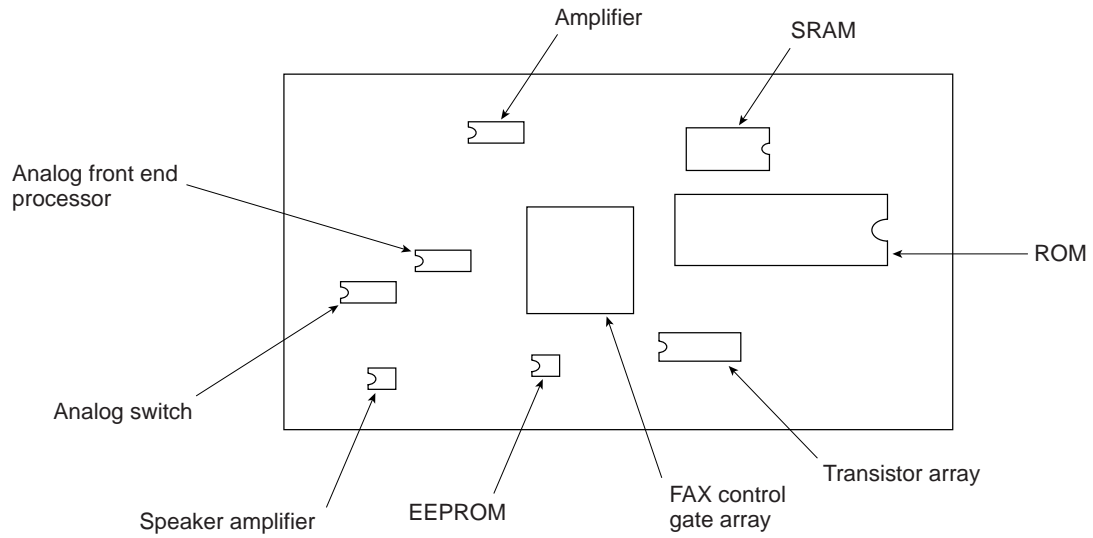 Amplifier
SRAM
Analog front end
processor
ROM
Analog switch
Transistor array
FAX control
gate array
EEPROM
Speaker amplifier